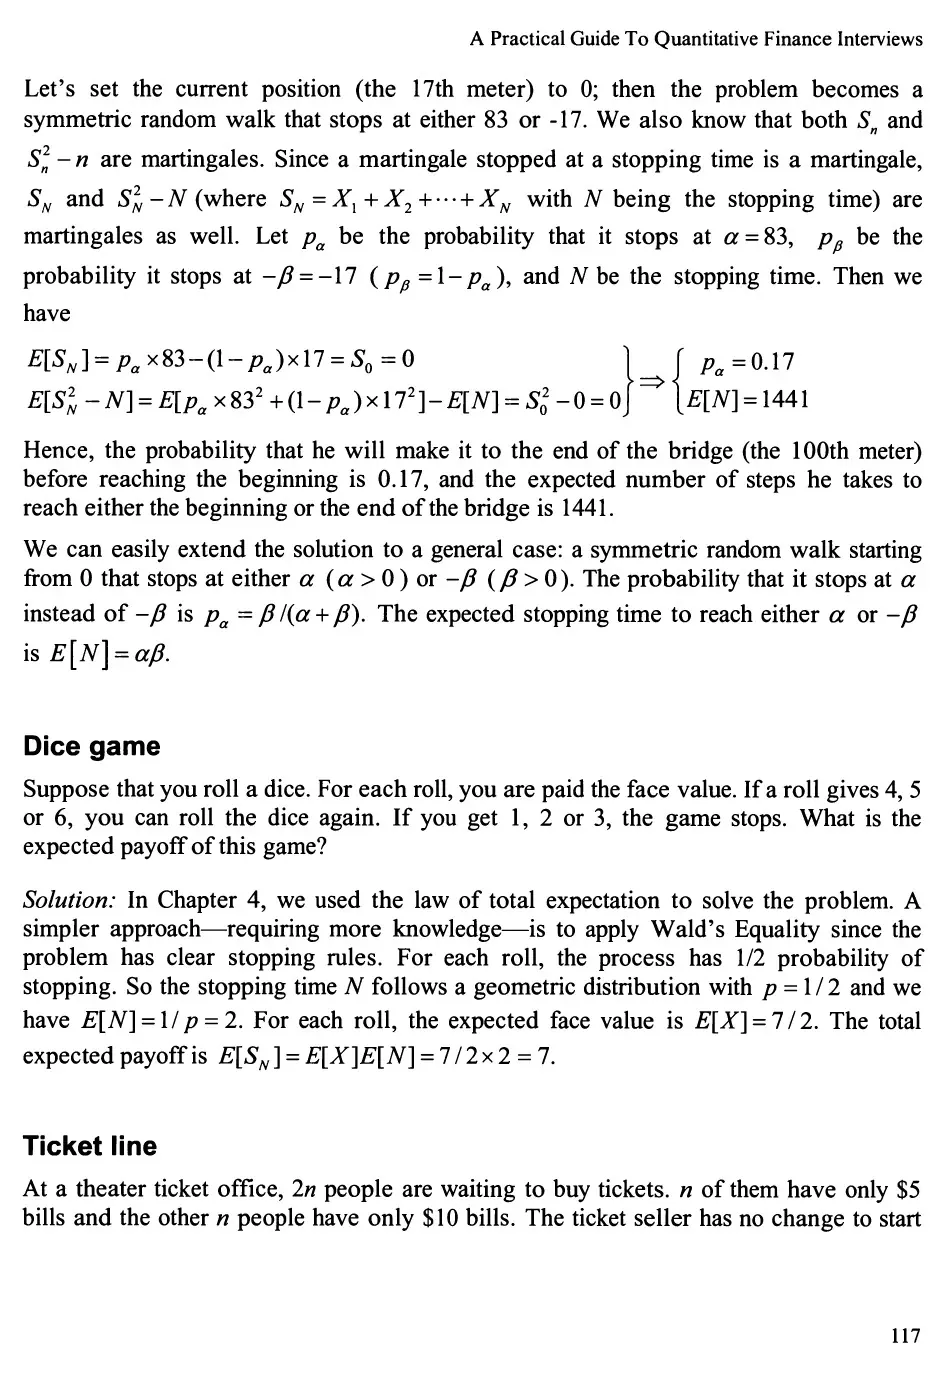 A Practical Guide To Quantitative Finance Interviews
Let's set the current position (the 17th meter) to 0; then the problem becomes a
symmetric random walk that stops at either 83 or -17. We also know that both Sₙ and
Sₙ² − n are martingales. Since a martingale stopped at a stopping time is a martingale,
S_N and S_N² − N (where S_N = X₁ + X₂ + ··· + X_N with N being the stopping time) are
martingales as well. Let p_α be the probability that it stops at α = 83, p_β be the
probability it stops at −β = −17 (p_β = 1 − p_α), and N be the stopping time. Then we
have
E[S_N] = p_α × 83 − (1 − p_α) × 17 = S₀ = 0
E[S_N² − N] = E[p_α × 83² + (1 − p_α) × 17²] − E[N] = S₀² − 0 = 0 } ⇒ { p_α = 0.17
E[N] = 1441
Hence, the probability that he will make it to the end of the bridge (the 100th meter)
before reaching the beginning is 0.17, and the expected number of steps he takes to
reach either the beginning or the end of the bridge is 1441.
We can easily extend the solution to a general case: a symmetric random walk starting
from 0 that stops at either α (α > 0) or −β (β > 0). The probability that it stops at α
instead of −β is p_α = β/(α + β). The expected stopping time to reach either α or −β
is E[N] = αβ.
Dice game
Suppose that you roll a dice. For each roll, you are paid the face value. If a roll gives 4, 5
or 6, you can roll the dice again. If you get 1, 2 or 3, the game stops. What is the
expected payoff of this game?
Solution: In Chapter 4, we used the law of total expectation to solve the problem. A
simpler approach—requiring more knowledge—is to apply Wald's Equality since the
problem has clear stopping rules. For each roll, the process has 1/2 probability of
stopping. So the stopping time N follows a geometric distribution with p = 1/2 and we
have E[N] = 1/p = 2. For each roll, the expected face value is E[X] = 7/2. The total
expected payoff is E[S_N] = E[X]E[N] = 7/2 × 2 = 7.
Ticket line
At a theater ticket office, 2n people are waiting to buy tickets. n of them have only $5
bills and the other n people have only $10 bills. The ticket seller has no change to start
117